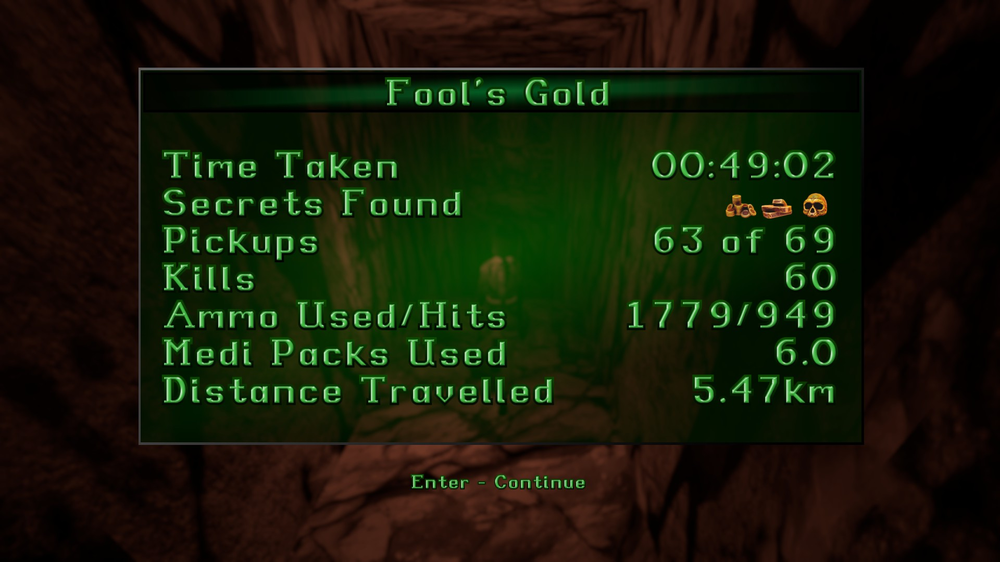 Fool's Gold
Time Taken 00:49:02
Secrets Found
Pickups 63 of 69
Kills 60
Ammo Used/Hits 1779/949
Medi Packs Used 6.0
Distance Travelled 5.47km
Enter - Continue